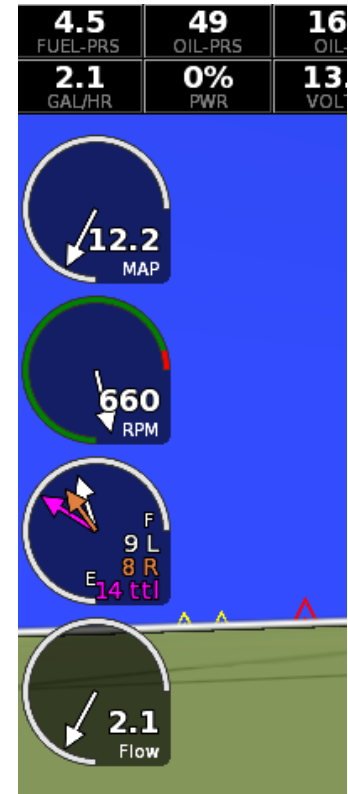 4.5 49 16
FUEL-PRS OIL-PRS OIL-
2.1 0% 13.
GAL/HR PWR VOLT
12.2
MAP
660
RPM
F
9 L
8 R
E 14 ttl
2.1
Flow